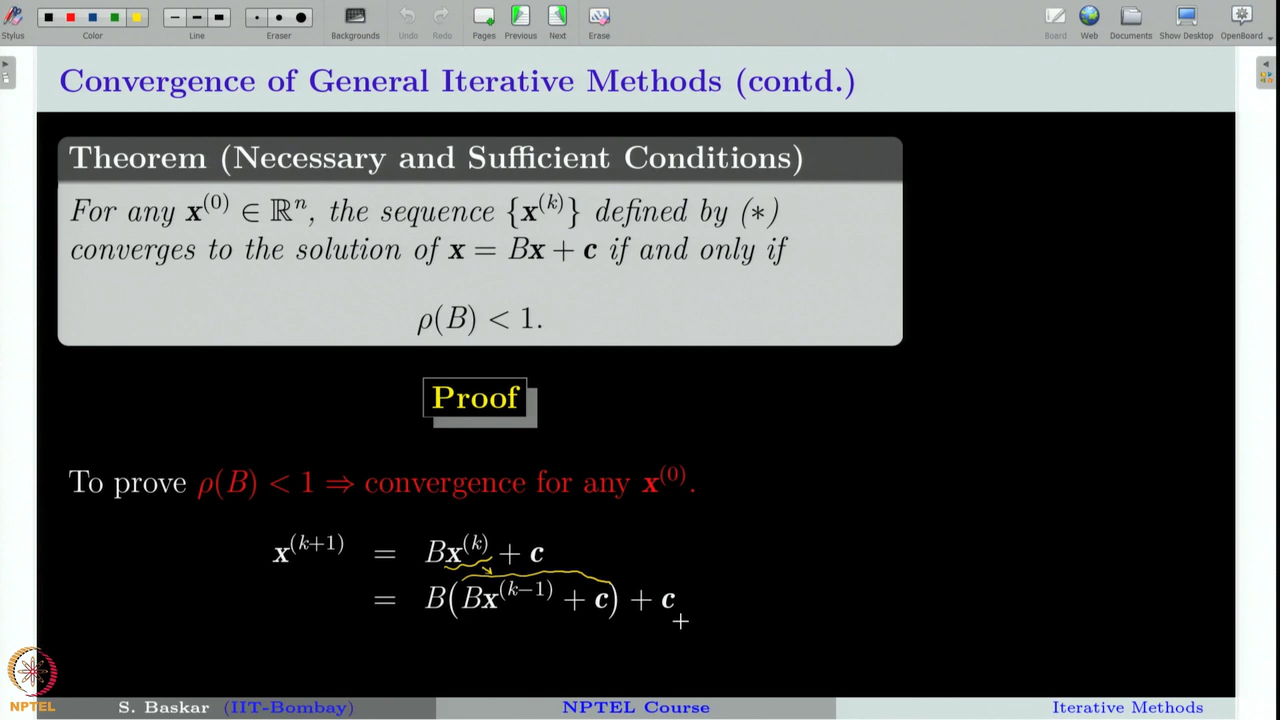 Stylus Color Line Eraser Backgrounds Undo Redo Pages Previous Next Erase Board Web Documents Show Desktop OpenBoard
Convergence of General Iterative Methods (contd.)
Theorem (Necessary and Sufficient Conditions)
For any x^(0) ∈ ℝ^n, the sequence {x^(k)} defined by (∗)
converges to the solution of x = Bx + c if and only if
ρ(B) < 1.
Proof
To prove ρ(B) < 1 ⇒ convergence for any x^(0).
x^(k+1) = Bx^(k) + c
= B(Bx^(k−1) + c) + c
NPTEL
S. Baskar (IIT-Bombay) NPTEL Course Iterative Methods